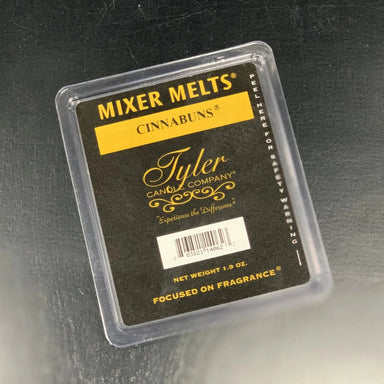 MIXER MELTS®
CINNABUNS®
Tyler
CANDLE COMPANY®
"Experience the Difference"
NET WEIGHT 1.9 OZ.
FOCUSED ON FRAGRANCE®
PEEL HERE FOR SAFETY WARNING